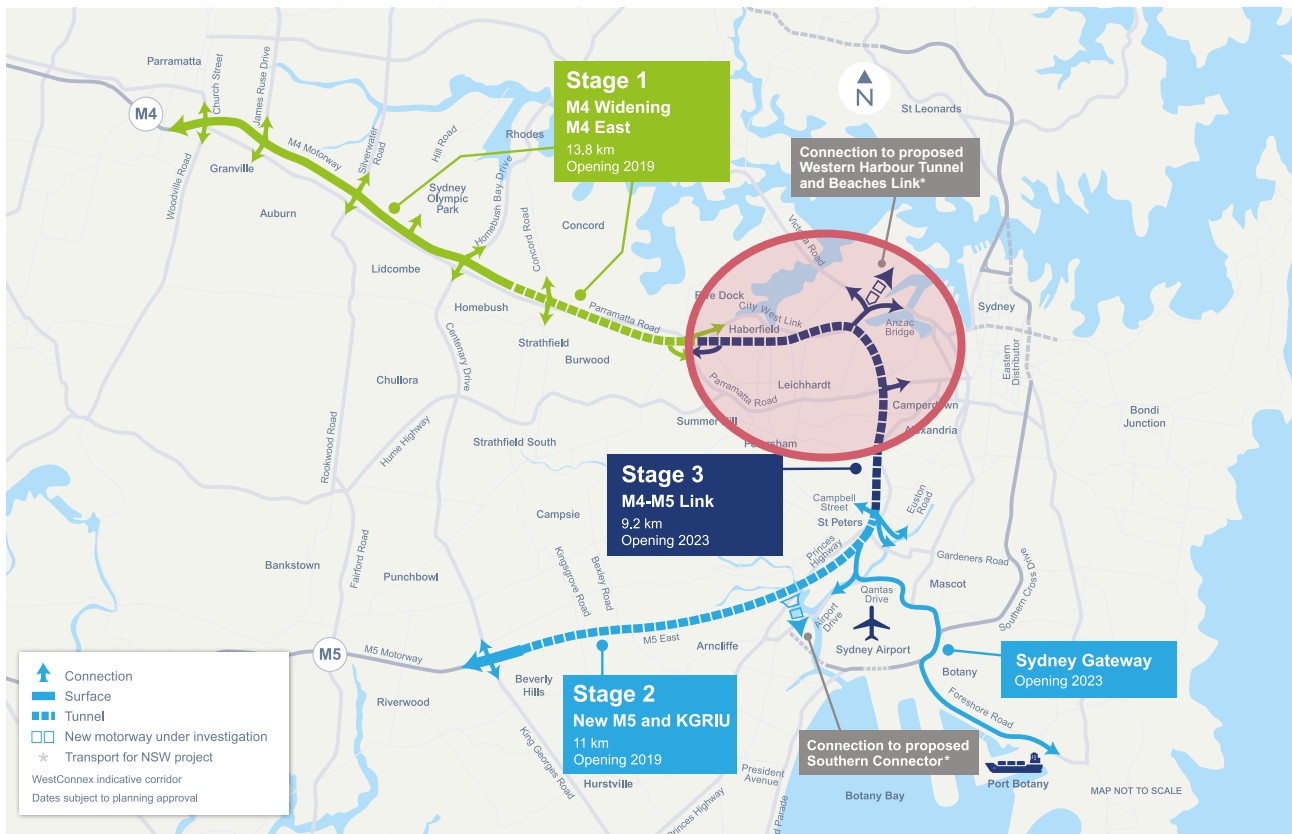 Parramatta
Church Street
James Ruse Drive
M4
M4 Motorway
Silverwater
Road
Hill Road
Rhodes
Homebush Bay Drive
Woodville Road
Granville
Auburn
Sydney
Olympic
Park
Lidcombe
Concord Road
Concord
Homebush
Strathfield
Burwood
Parramatta Road
Stage 1
M4 Widening
M4 East
13.8 km
Opening 2019
N
St Leonards
Connection to proposed
Western Harbour Tunnel
and Beaches Link*
Victoria Road
City West Link
Haberfield
Anzac
Bridge
Sydney
Eastern
Distributor
Leichhardt
Parramatta Road
Camperdown
Alexandria
Bondi
Junction
Centenary Drive
Chullora
Rookwood Road
Hume Highway
Strathfield South
Stage 3
M4-M5 Link
9.2 km
Opening 2023
Campbell
Street
St Peters
Euston
Road
Princes
Highway
Gardeners Road
Mascot
Southern Cross Drive
Campsie
Kingsgrove Road
Bexley Road
Bankstown
Fairford Road
Punchbowl
Qantas
Drive
Airport
Drive
Sydney Airport
M5 East
Arncliffe
M5
M5 Motorway
Riverwood
Beverly
Hills
King Georges Road
Stage 2
New M5 and KGRIU
11 km
Opening 2019
Hurstville
Princes Highway
President
Avenue
Connection to proposed
Southern Connector*
Botany Bay
Botany
Foreshore Road
Sydney Gateway
Opening 2023
Port Botany
MAP NOT TO SCALE
Connection
Surface
Tunnel
New motorway under investigation
* Transport for NSW project
WestConnex indicative corridor
Dates subject to planning approval